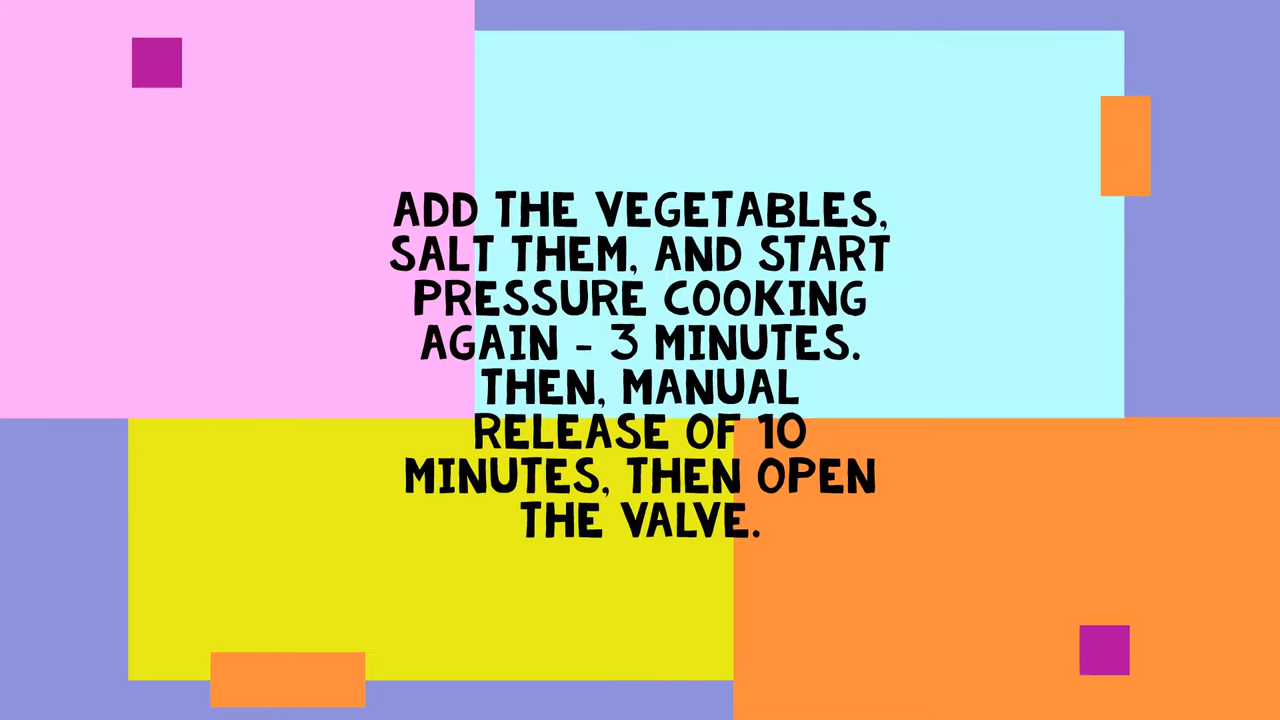 ADD THE VEGETABLES,
SALT THEM, AND START
PRESSURE COOKING
AGAIN - 3 MINUTES.
THEN, MANUAL
RELEASE OF 10
MINUTES, THEN OPEN
THE VALVE.